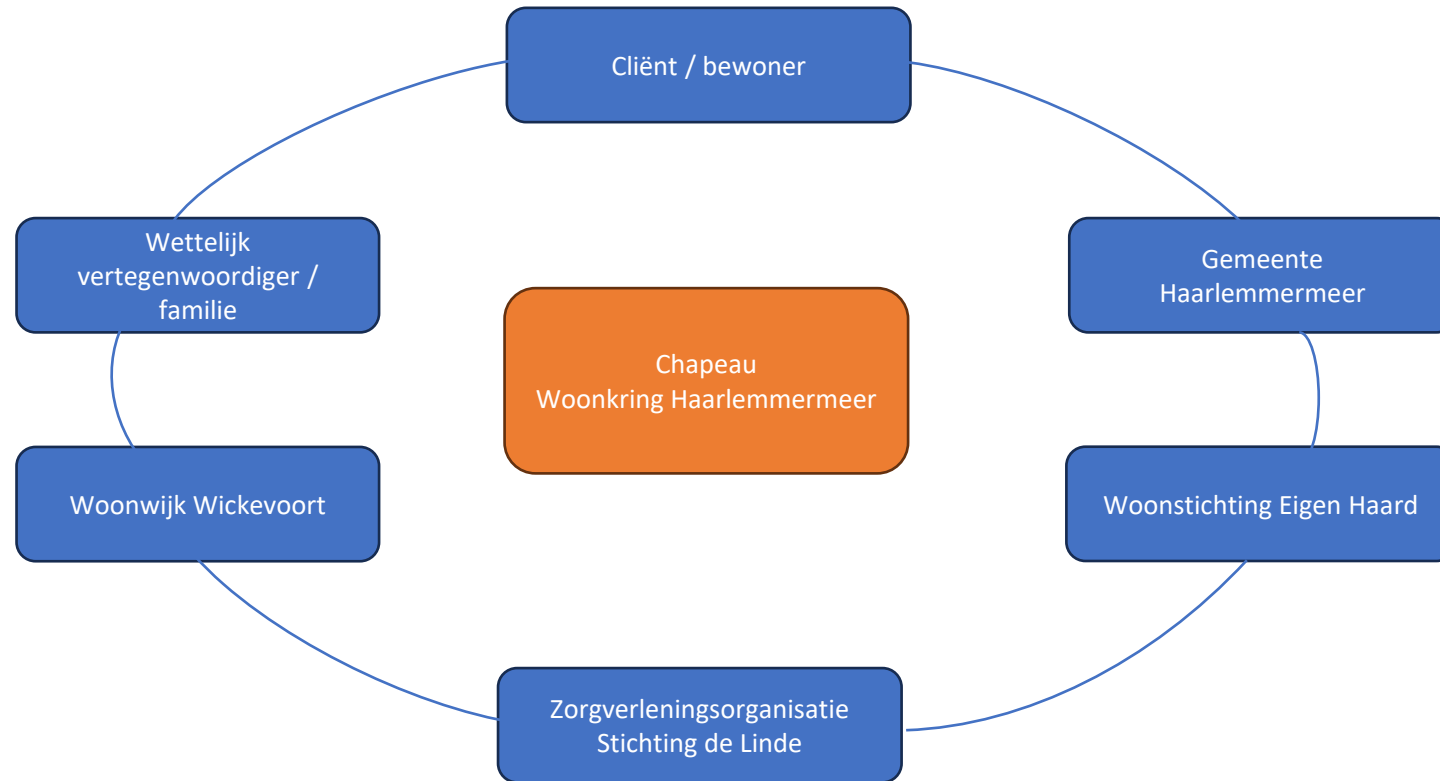 Cliënt / bewoner
Wettelijk
vertegenwoordiger /
familie
Gemeente
Haarlemmermeer
Chapeau
Woonkring Haarlemmermeer
Woonwijk Wickevoort
Woonstichting Eigen Haard
Zorgverleningsorganisatie
Stichting de Linde